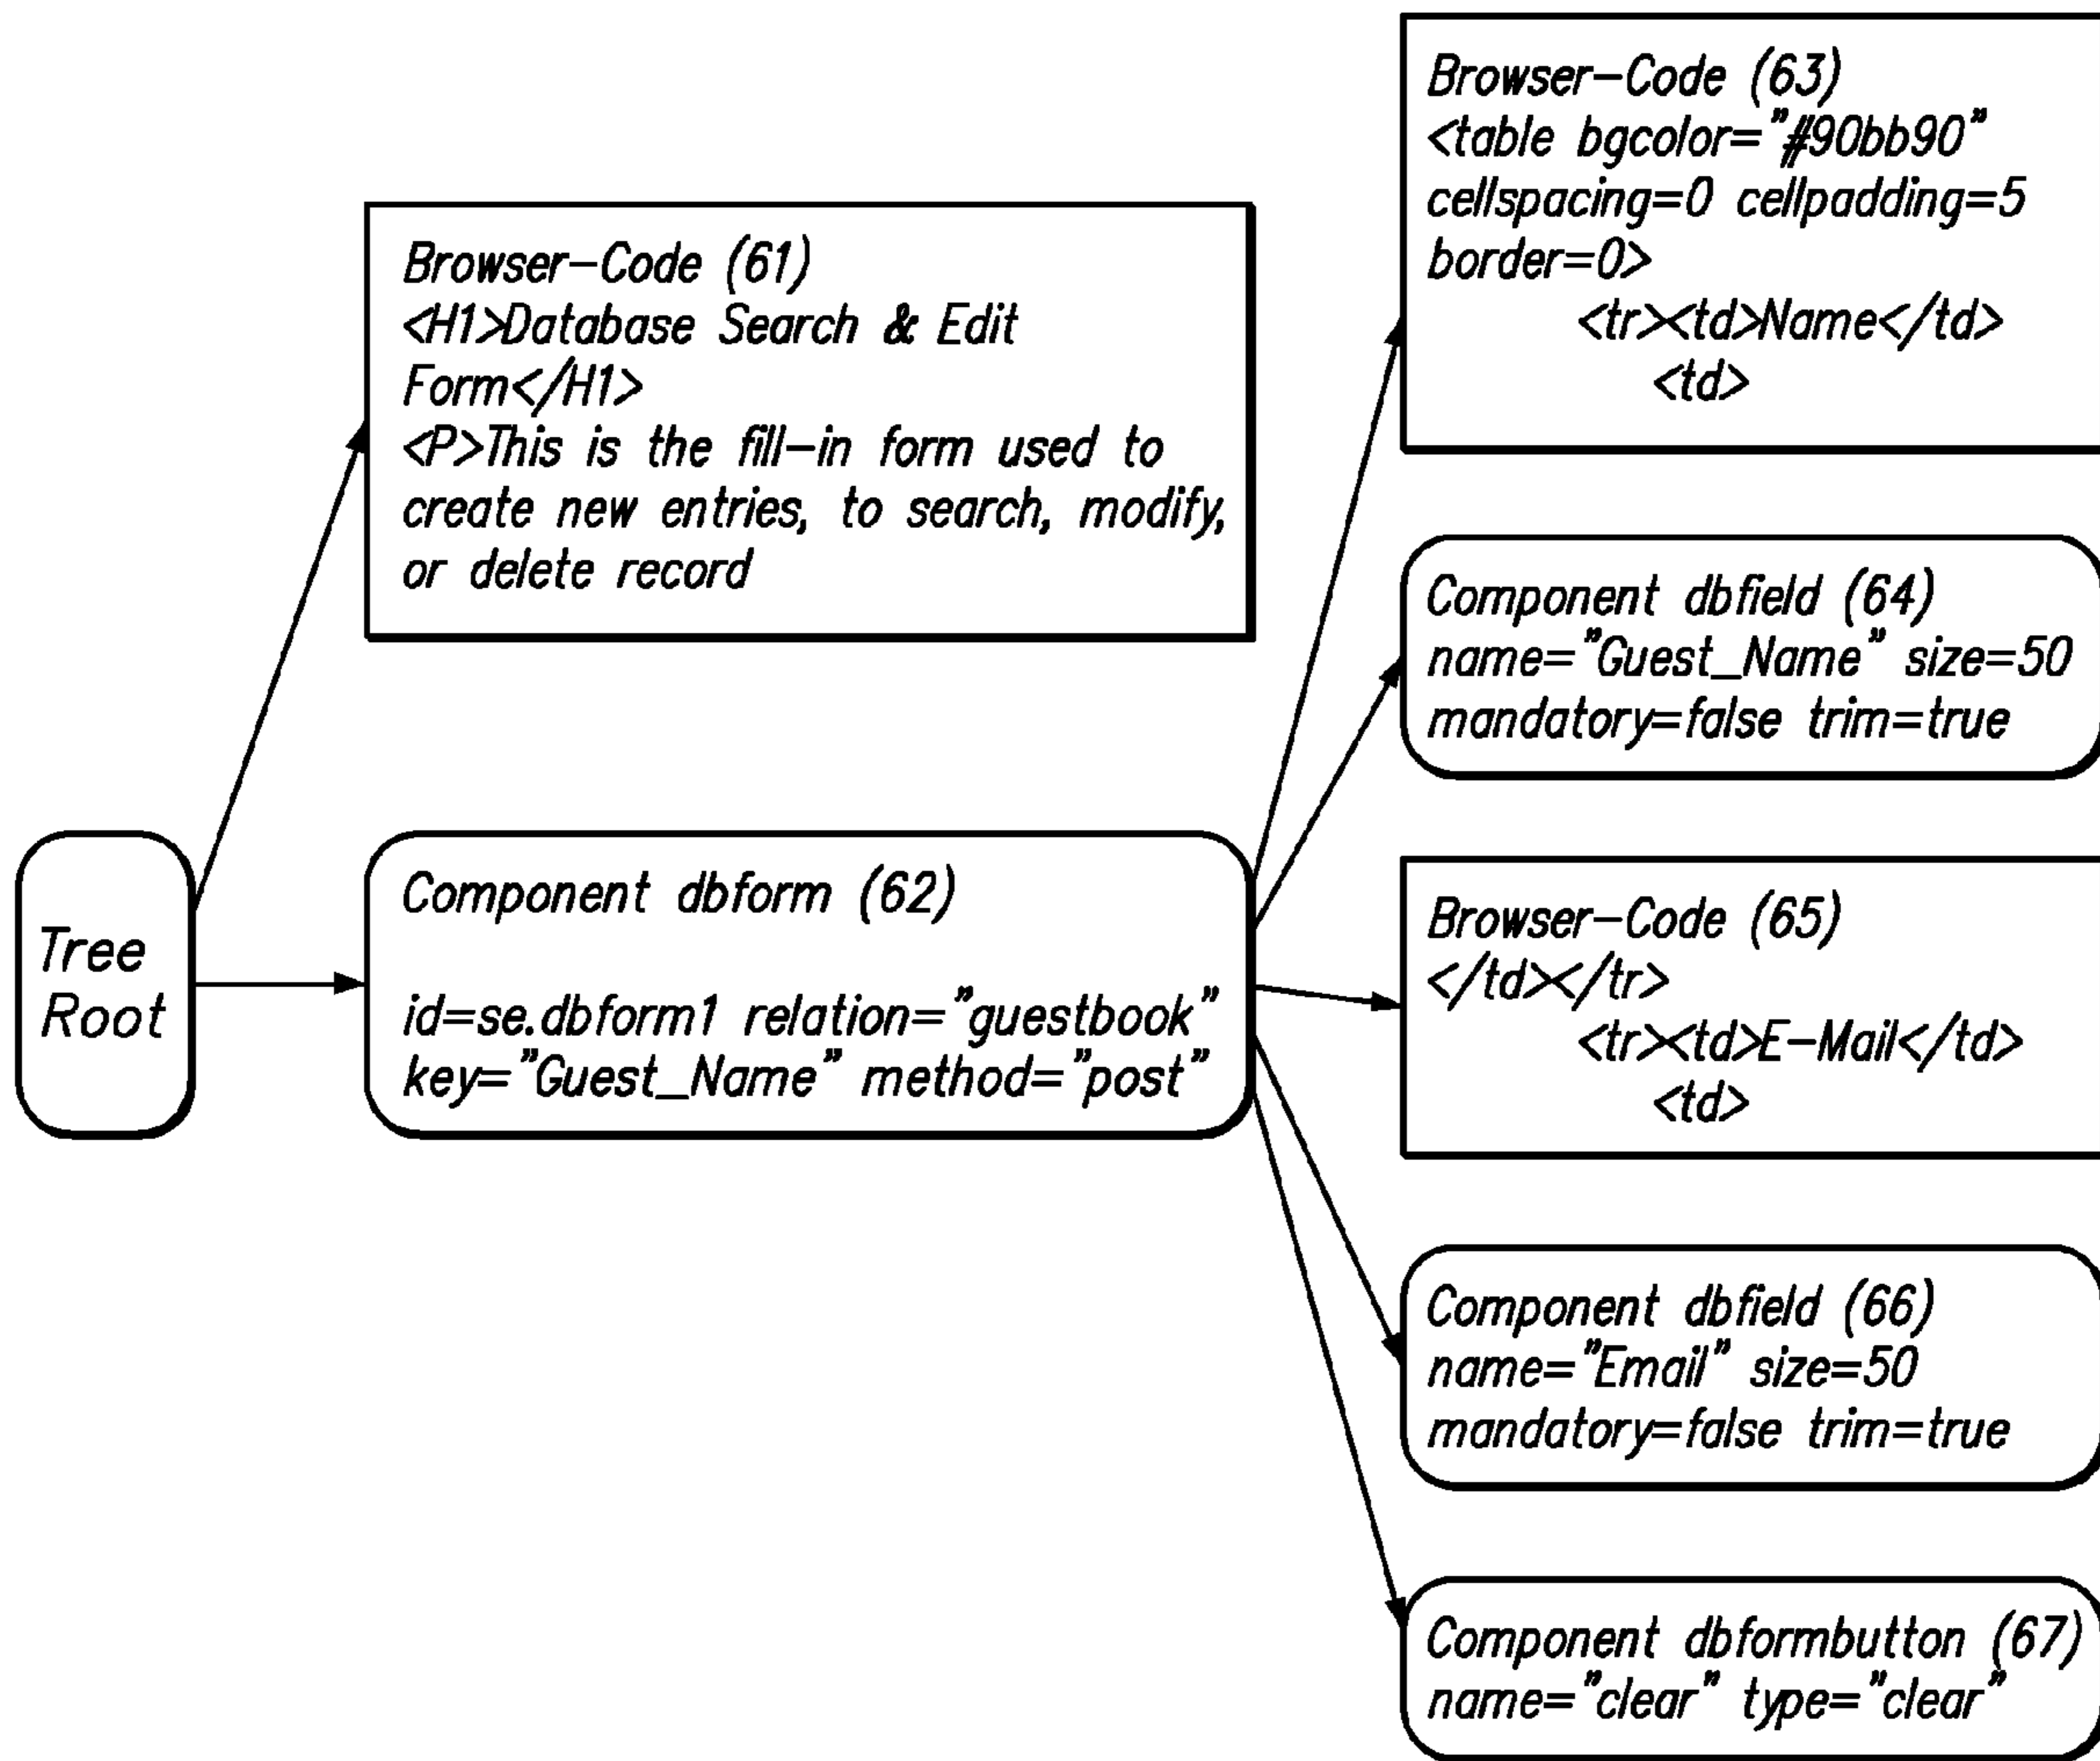 Tree
Root
Browser-Code (61)
<H1>Database Search & Edit
Form</H1>
<P>This is the fill-in form used to
create new entries, to search, modify,
or delete record
Component dbform (62)
id=se.dbform1 relation="guestbook"
key="Guest_Name" method="post"
Browser-Code (63)
<table bgcolor="#90bb90"
cellspacing=0 cellpadding=5
border=0>
<tr><td>Name</td>
<td>
Component dbfield (64)
name="Guest_Name" size=50
mandatory=false trim=true
Browser-Code (65)
</td></tr>
<tr><td>E-Mail</td>
<td>
Component dbfield (66)
name="Email" size=50
mandatory=false trim=true
Component dbformbutton (67)
name="clear" type="clear"